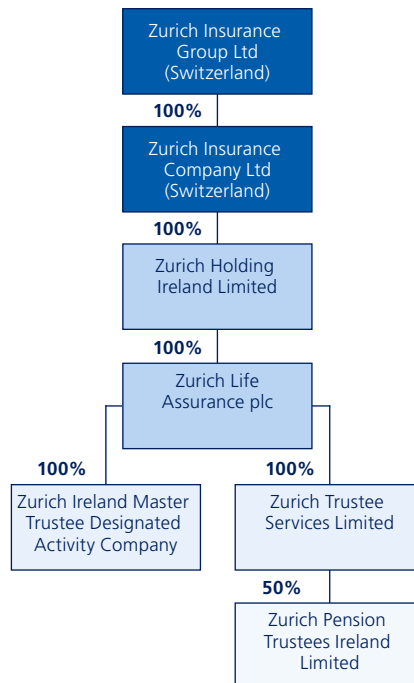 Zurich Insurance
Group Ltd
(Switzerland)
100%
Zurich Insurance
Company Ltd
(Switzerland)
100%
Zurich Holding
Ireland Limited
100%
Zurich Life
Assurance plc
100%
Zurich Ireland Master
Trustee Designated
Activity Company
100%
Zurich Trustee
Services Limited
50%
Zurich Pension
Trustees Ireland
Limited